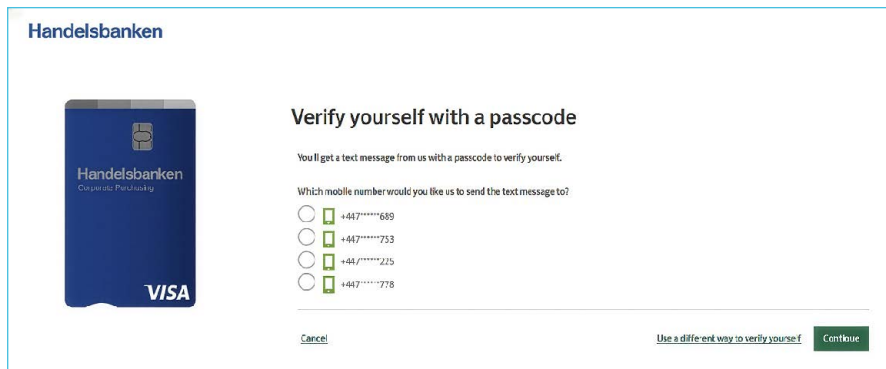 Handelsbanken
Handelsbanken
Corporate Purchasing
VISA
Verify yourself with a passcode
You ll get a text message from us with a passcode to verify yourself.
Which mobile number would you like us to send the text message to?
+447******689
+447******753
+447******225
+447******778
Cancel
Use a different way to verify yourself
Continue